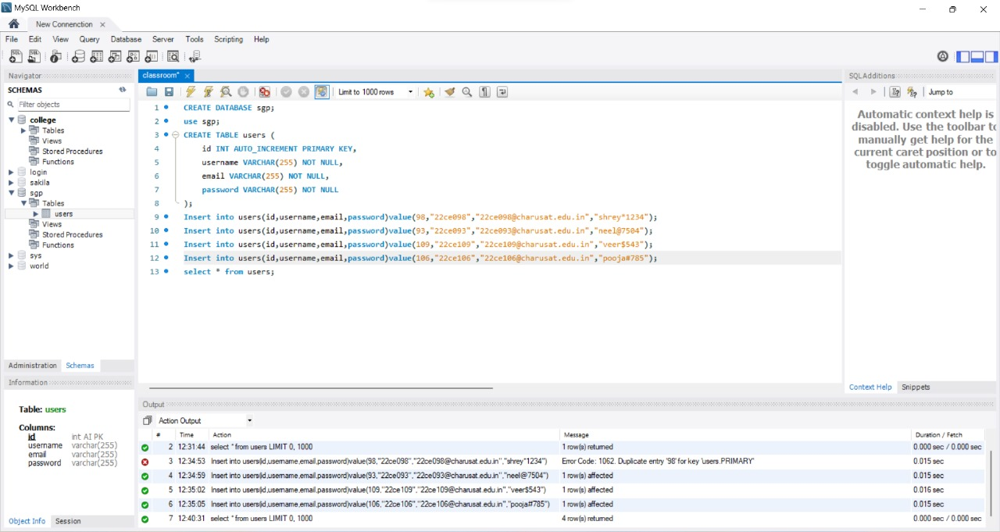 MySQL Workbench
New Connenction ×
File Edit View Query Database Server Tools Scripting Help
Navigator
SCHEMAS
Filter objects
college
Tables
Views
Stored Procedures
Functions
login
sakila
sgp
Tables
users
Views
Stored Procedures
Functions
sys
world
Administration Schemas
Information
Table: users
Columns:
id int AI PK
username varchar(255)
email varchar(255)
password varchar(255)
Object Info Session
classroom* ×
Limit to 1000 rows
1 CREATE DATABASE sgp;
2 use sgp;
3 CREATE TABLE users (
4 id INT AUTO_INCREMENT PRIMARY KEY,
5 username VARCHAR(255) NOT NULL,
6 email VARCHAR(255) NOT NULL,
7 password VARCHAR(255) NOT NULL
8 );
9 Insert into users(id,username,email,password)value(98,"22ce098","22ce098@charusat.edu.in","shrey*1234");
10 Insert into users(id,username,email,password)value(93,"22ce093","22ce093@charusat.edu.in","neel@7504");
11 Insert into users(id,username,email,password)value(109,"22ce109","22ce109@charusat.edu.in","veer$543");
12 Insert into users(id,username,email,password)value(106,"22ce106","22ce106@charusat.edu.in","pooja#785");
13 select * from users;
SQLAdditions
Jump to
Automatic context help is
disabled. Use the toolbar to
manually get help for the
current caret position or to
toggle automatic help.
Context Help Snippets
Output
Action Output
# Time Action Message Duration / Fetch
2 12:31:44 select * from users LIMIT 0, 1000 1 row(s) returned 0.000 sec / 0.000 sec
3 12:34:53 Insert into users(id,username,email,password)value(98,"22ce098","22ce098@charusat.edu.in","shrey*1234") Error Code: 1062. Duplicate entry '98' for key 'users.PRIMARY' 0.015 sec
4 12:34:59 Insert into users(id,username,email,password)value(93,"22ce093","22ce093@charusat.edu.in","neel@7504") 1 row(s) affected 0.015 sec
5 12:35:02 Insert into users(id,username,email,password)value(109,"22ce109","22ce109@charusat.edu.in","veer$543") 1 row(s) affected 0.016 sec
6 12:35:05 Insert into users(id,username,email,password)value(106,"22ce106","22ce106@charusat.edu.in","pooja#785") 1 row(s) affected 0.015 sec
7 12:40:31 select * from users LIMIT 0, 1000 4 row(s) returned 0.000 sec / 0.000 sec